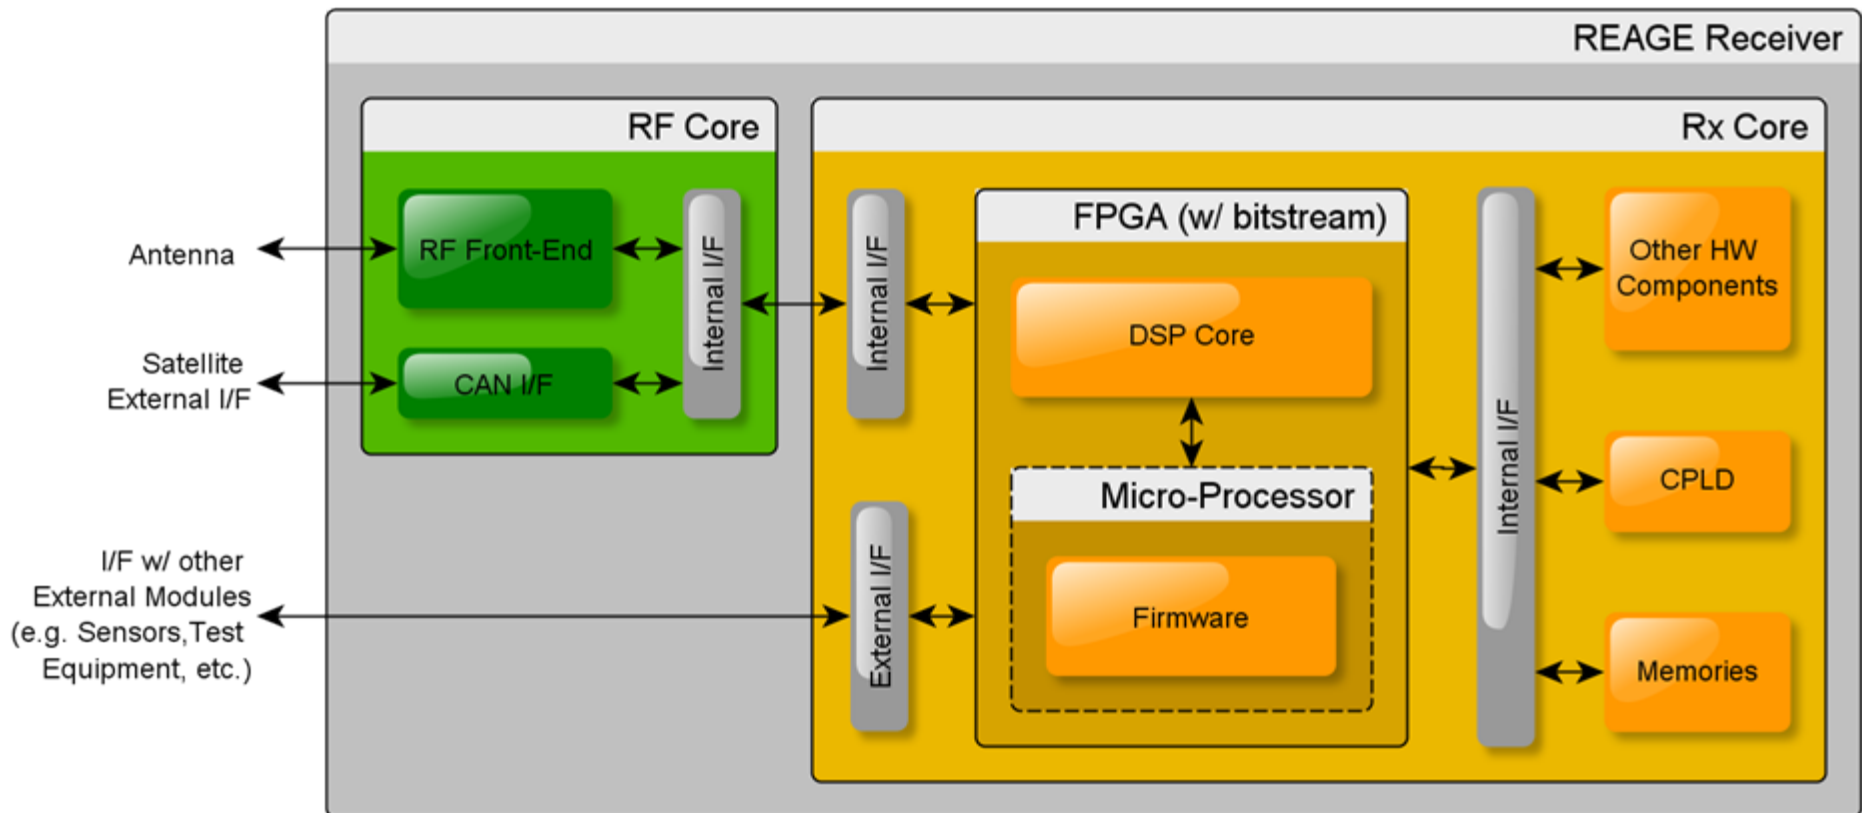 REAGE Receiver
RF Core
Rx Core
Antenna
RF Front-End
Internal I/F
Satellite
External I/F
CAN I/F
Internal I/F
FPGA (w/ bitstream)
DSP Core
Micro-Processor
Firmware
I/F w/ other
External Modules
(e.g. Sensors,Test
Equipment, etc.)
External I/F
Internal I/F
Other HW
Components
CPLD
Memories